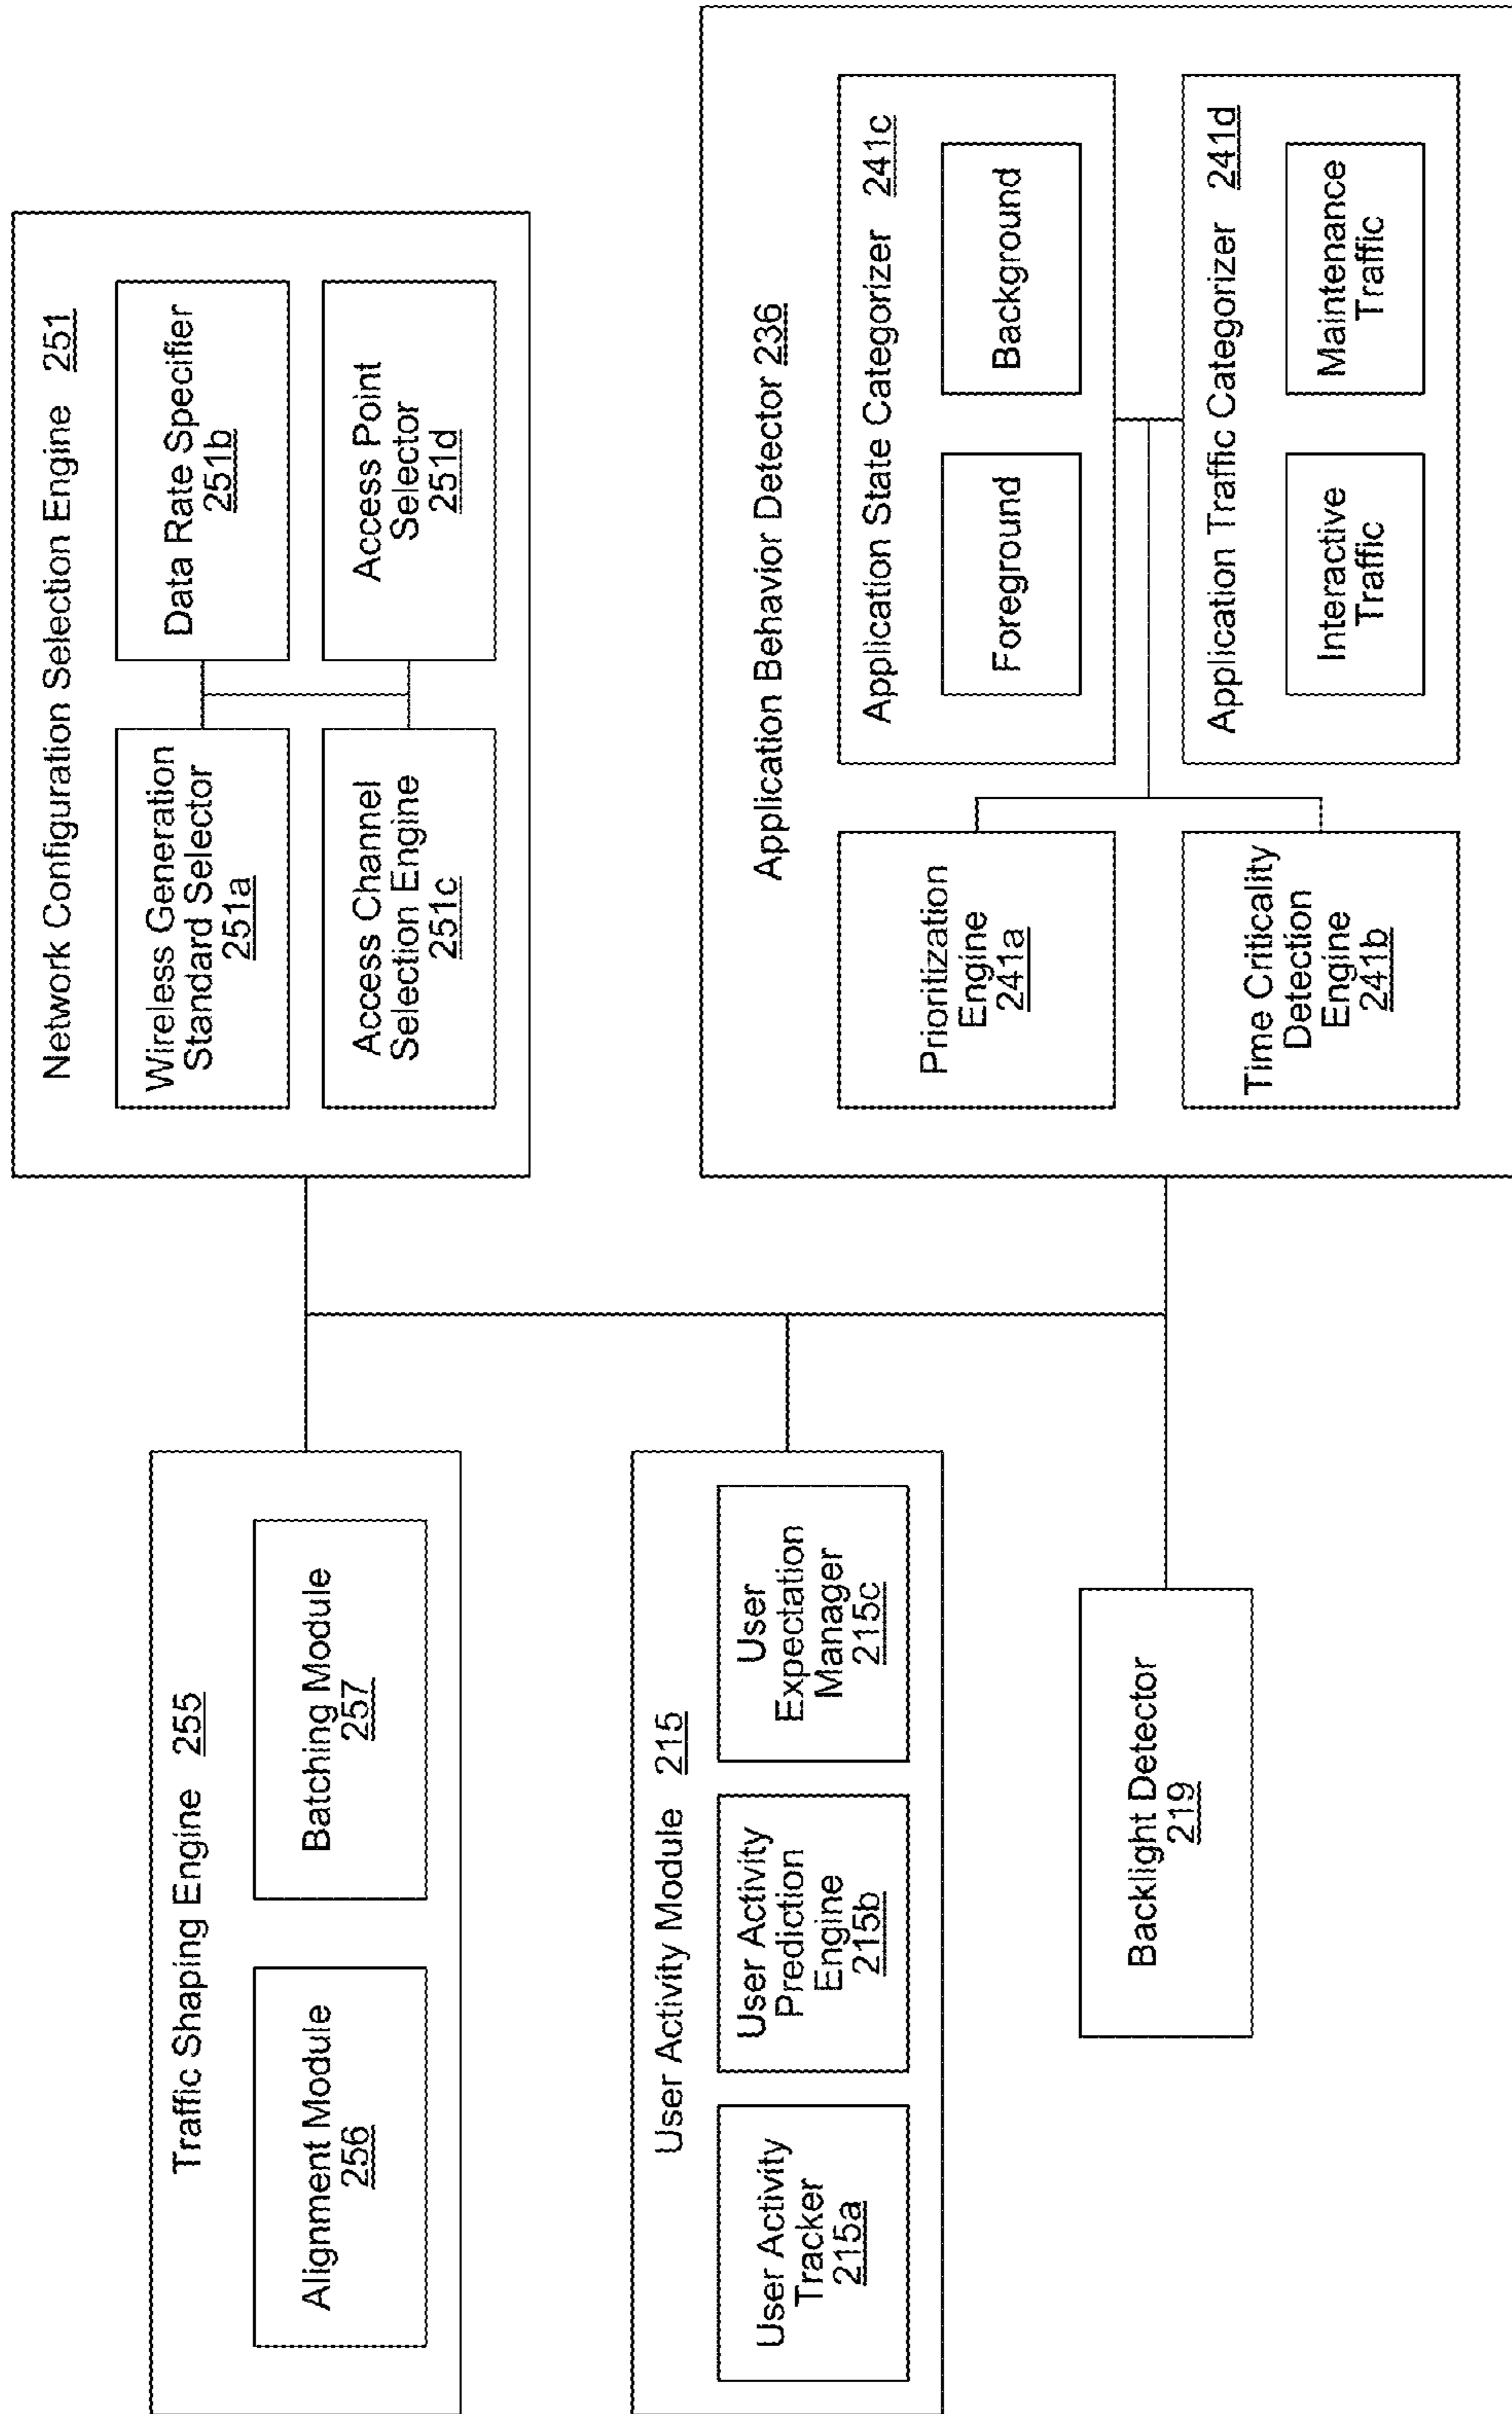 Traffic Shaping Engine 255
Alignment Module
256
Batching Module
257
User Activity Module 215
User Activity
Tracker
215a
User Activity
Prediction
Engine
215b
User
Expectation
Manager
215c
Backlight Detector
219
Network Configuration Selection Engine 251
Wireless Generation
Standard Selector
251a
Data Rate Specifier
251b
Access Channel
Selection Engine
251c
Access Point
Selector
251d
Application Behavior Detector 236
Prioritization
Engine
241a
Time Criticality
Detection
Engine
241b
Application State Categorizer 241c
Foreground
Background
Application Traffic Categorizer 241d
Interactive
Traffic
Maintenance
Traffic